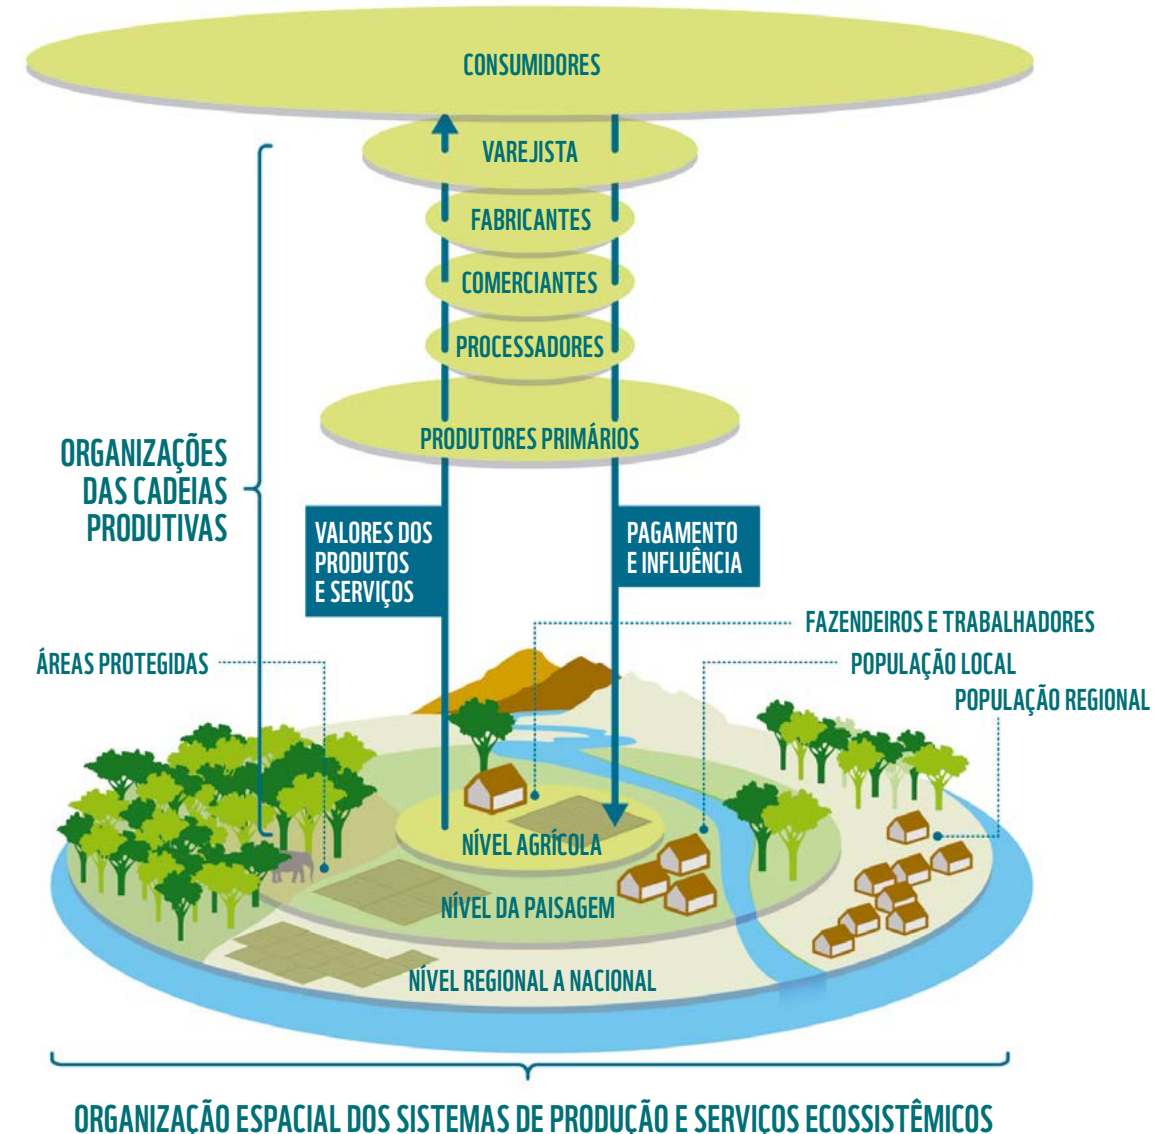 CONSUMIDORES
VAREJISTA
FABRICANTES
COMERCIANTES
PROCESSADORES
PRODUTORES PRIMÁRIOS
ORGANIZAÇÕES
DAS CADEIAS
PRODUTIVAS
VALORES DOS
PRODUTOS
E SERVIÇOS
PAGAMENTO
E INFLUÊNCIA
FAZENDEIROS E TRABALHADORES
ÁREAS PROTEGIDAS
POPULAÇÃO LOCAL
POPULAÇÃO REGIONAL
NÍVEL AGRÍCOLA
NÍVEL DA PAISAGEM
NÍVEL REGIONAL A NACIONAL
ORGANIZAÇÃO ESPACIAL DOS SISTEMAS DE PRODUÇÃO E SERVIÇOS ECOSSISTÊMICOS